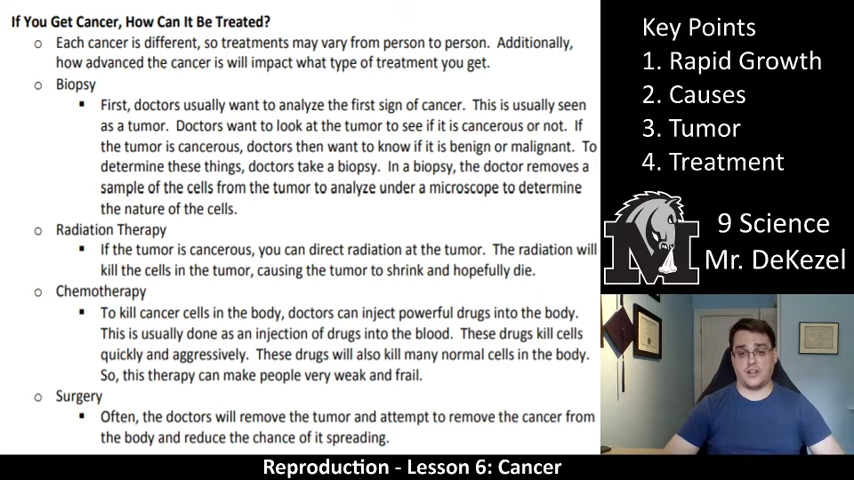 If You Get Cancer, How Can It Be Treated?
o Each cancer is different, so treatments may vary from person to person. Additionally,
how advanced the cancer is will impact what type of treatment you get.
o Biopsy
▪ First, doctors usually want to analyze the first sign of cancer. This is usually seen
as a tumor. Doctors want to look at the tumor to see if it is cancerous or not. If
the tumor is cancerous, doctors then want to know if it is benign or malignant. To
determine these things, doctors take a biopsy. In a biopsy, the doctor removes a
sample of the cells from the tumor to analyze under a microscope to determine
the nature of the cells.
o Radiation Therapy
▪ If the tumor is cancerous, you can direct radiation at the tumor. The radiation will
kill the cells in the tumor, causing the tumor to shrink and hopefully die.
o Chemotherapy
▪ To kill cancer cells in the body, doctors can inject powerful drugs into the body.
This is usually done as an injection of drugs into the blood. These drugs kill cells
quickly and aggressively. These drugs will also kill many normal cells in the body.
So, this therapy can make people very weak and frail.
o Surgery
▪ Often, the doctors will remove the tumor and attempt to remove the cancer from
the body and reduce the chance of it spreading.
Key Points
1. Rapid Growth
2. Causes
3. Tumor
4. Treatment
M
9 Science
Mr. DeKezel
Reproduction - Lesson 6: Cancer